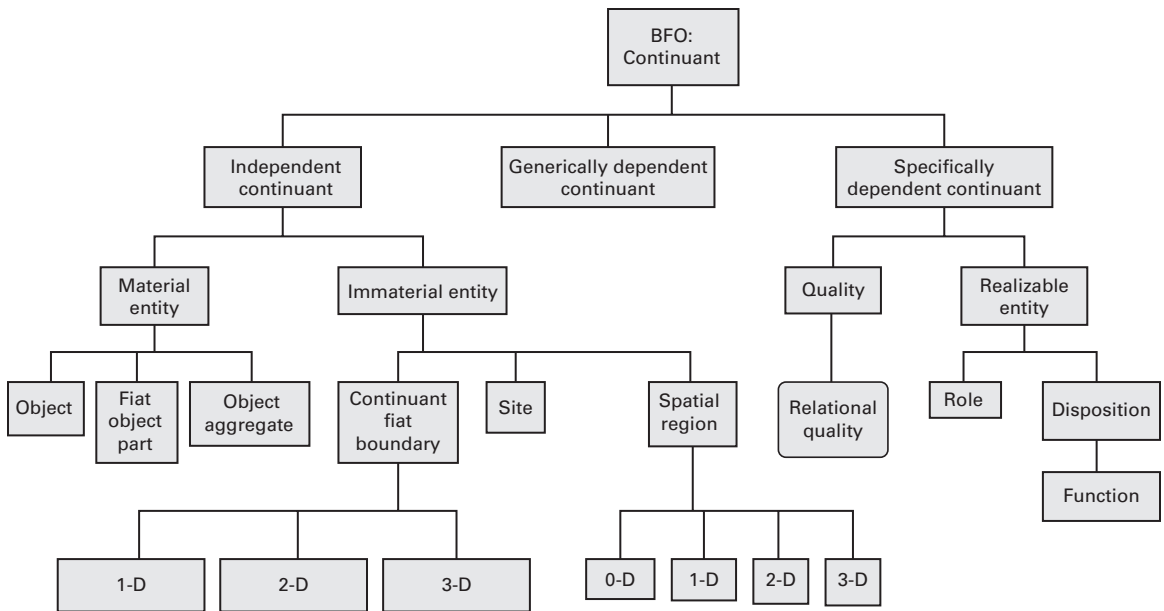 BFO:
Continuant
Independent
continuant
Generically dependent
continuant
Specifically
dependent continuant
Material
entity
Immaterial entity
Quality
Realizable
entity
Object
Fiat
object
part
Object
aggregate
Continuant
fiat
boundary
Site
Spatial
region
Relational
quality
Role
Disposition
Function
1-D
2-D
3-D
0-D
1-D
2-D
3-D